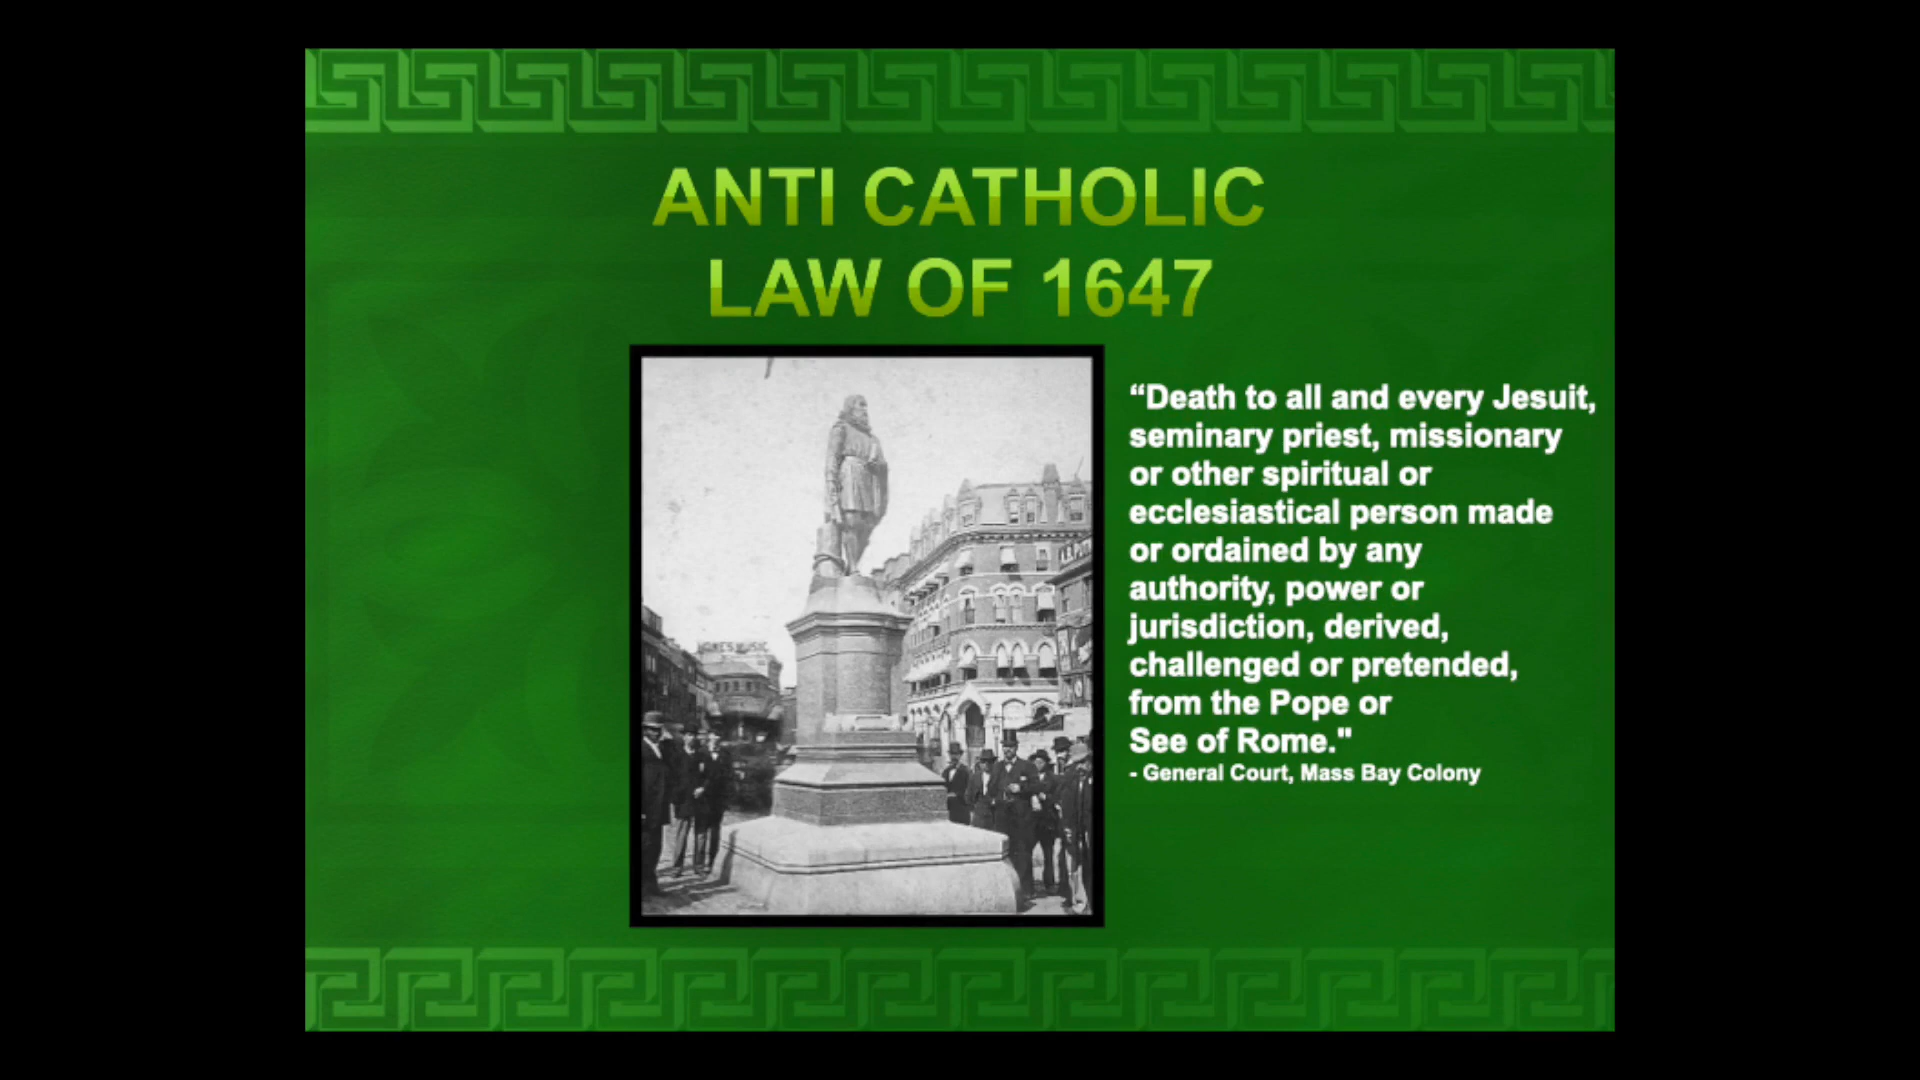 ANTI CATHOLIC
LAW OF 1647
“Death to all and every Jesuit,
seminary priest, missionary
or other spiritual or
ecclesiastical person made
or ordained by any
authority, power or
jurisdiction, derived,
challenged or pretended,
from the Pope or
See of Rome."
- General Court, Mass Bay Colony